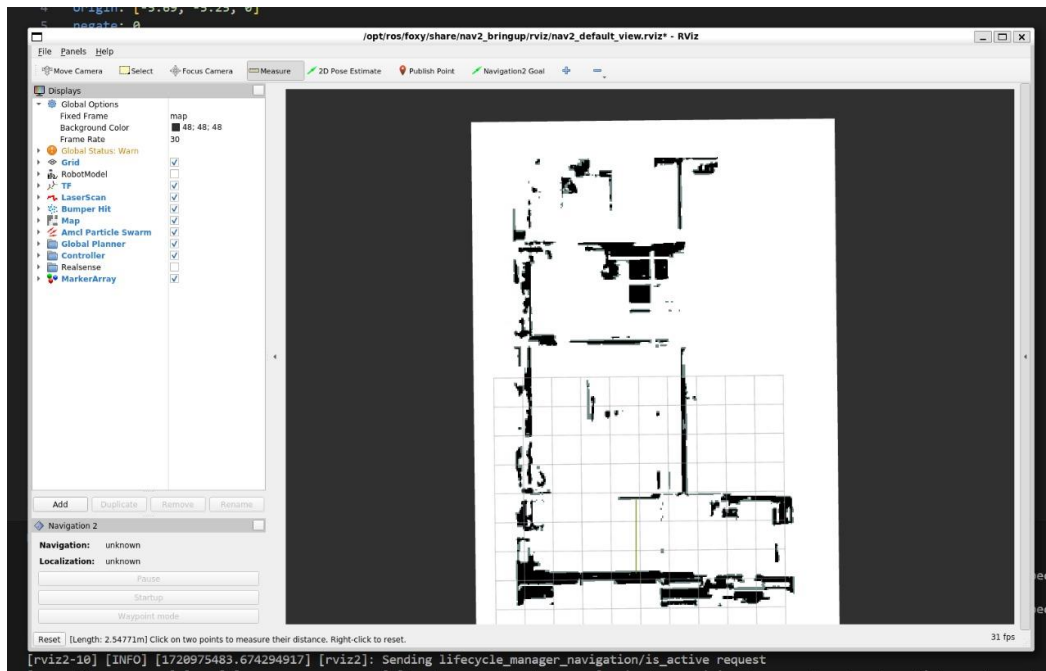 4    origin: [-5.69, -5.25, 0]
5    negate: 0
/opt/ros/foxy/share/nav2_bringup/rviz/nav2_default_view.rviz* - RViz
File Panels Help
Move Camera Select Focus Camera Measure 2D Pose Estimate Publish Point Navigation2 Goal
Displays
Global Options
Fixed Frame map
Background Color 48; 48; 48
Frame Rate 30
Global Status: Warn
Grid
RobotModel
TF
LaserScan
Bumper Hit
Map
Amcl Particle Swarm
Global Planner
Controller
Realsense
MarkerArray
Add Duplicate Remove Rename
Navigation 2
Navigation: unknown
Localization: unknown
Pause
Startup
Waypoint mode
Reset [Length: 2.54771m] Click on two points to measure their distance. Right-click to reset. 31 fps
[rviz2-10] [INFO] [1720975483.674294917] [rviz2]: Sending lifecycle_manager_navigation/is_active request